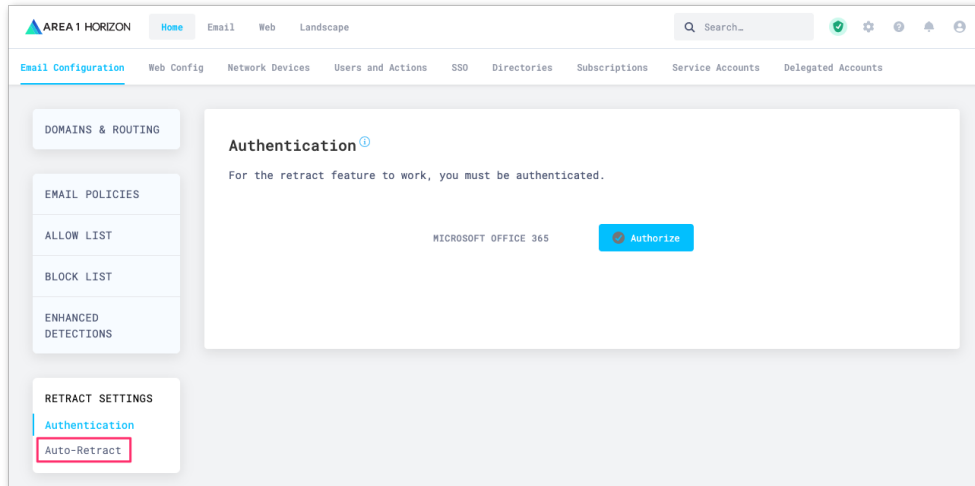 AREA 1 HORIZON Home Email Web Landscape Search…
Email Configuration Web Config Network Devices Users and Actions SSO Directories Subscriptions Service Accounts Delegated Accounts
DOMAINS & ROUTING
EMAIL POLICIES
ALLOW LIST
BLOCK LIST
ENHANCED
DETECTIONS
RETRACT SETTINGS
Authentication
Auto-Retract
Authentication
For the retract feature to work, you must be authenticated.
MICROSOFT OFFICE 365 Authorize